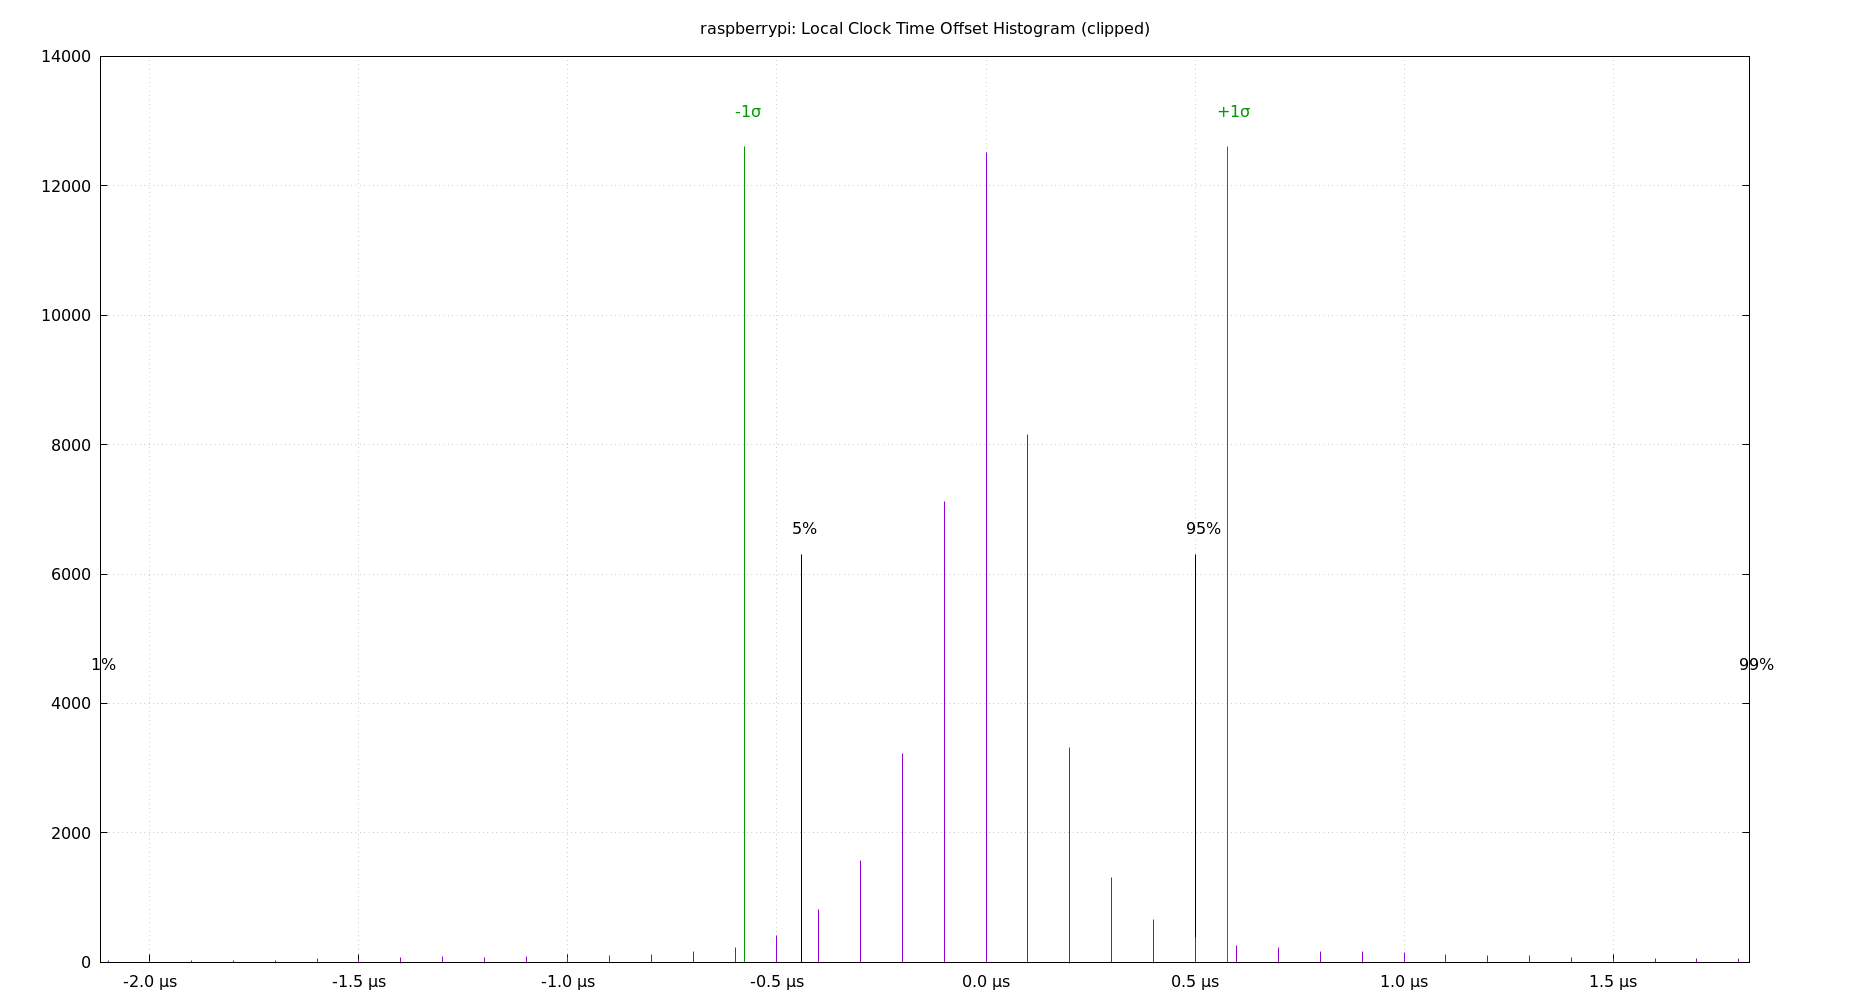 raspberrypi: Local Clock Time Offset Histogram (clipped)
14000
-1σ
+1σ
12000
10000
8000
5%
95%
6000
1%
99%
4000
2000
0
-2.0 µs
-1.5 µs
-1.0 µs
-0.5 µs
0.0 µs
0.5 µs
1.0 µs
1.5 µs